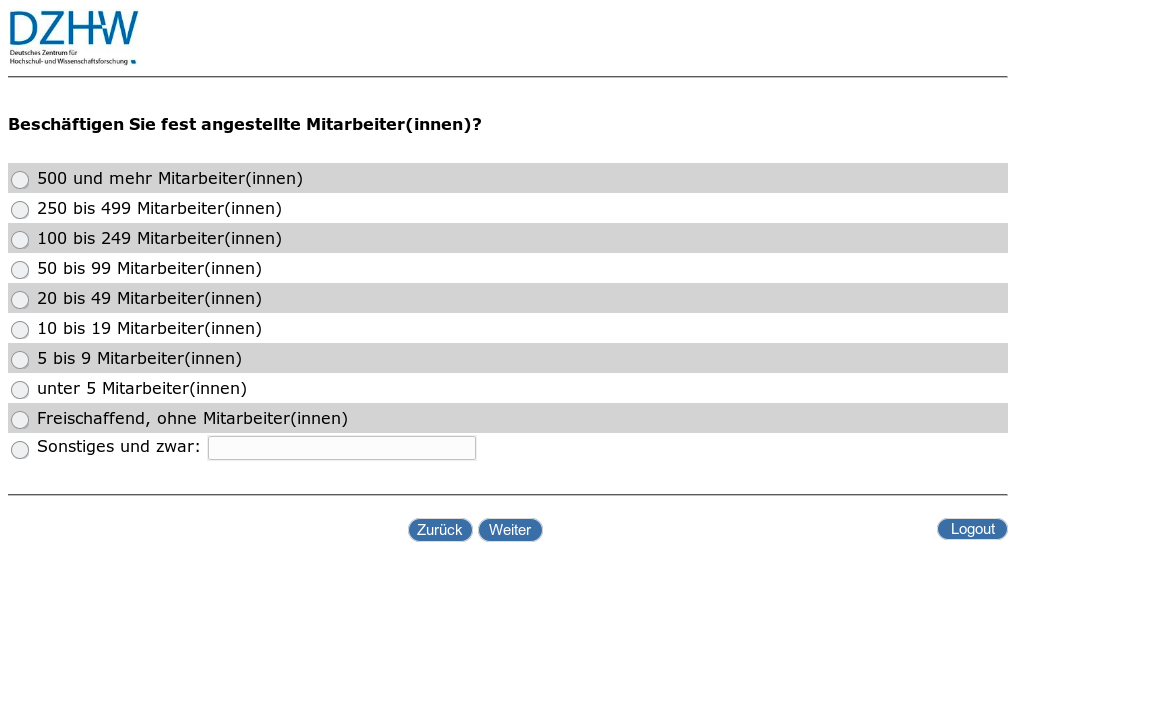 DZHW
Deutsches Zentrum für
Hochschul- und Wissenschaftsforschung
Beschäftigen Sie fest angestellte Mitarbeiter(innen)?
500 und mehr Mitarbeiter(innen)
250 bis 499 Mitarbeiter(innen)
100 bis 249 Mitarbeiter(innen)
50 bis 99 Mitarbeiter(innen)
20 bis 49 Mitarbeiter(innen)
10 bis 19 Mitarbeiter(innen)
5 bis 9 Mitarbeiter(innen)
unter 5 Mitarbeiter(innen)
Freischaffend, ohne Mitarbeiter(innen)
Sonstiges und zwar:
Zurück Weiter Logout